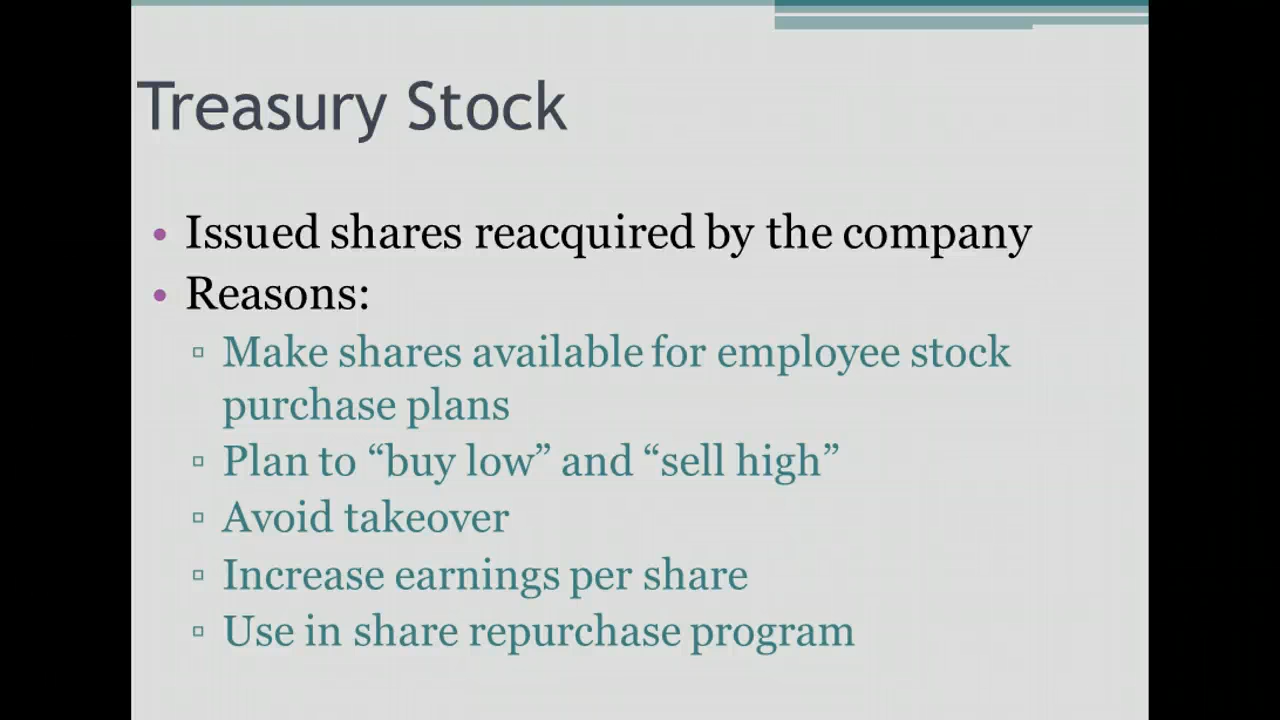 Treasury Stock
• Issued shares reacquired by the company
• Reasons:
▫ Make shares available for employee stock
purchase plans
▫ Plan to “buy low” and “sell high”
▫ Avoid takeover
▫ Increase earnings per share
▫ Use in share repurchase program